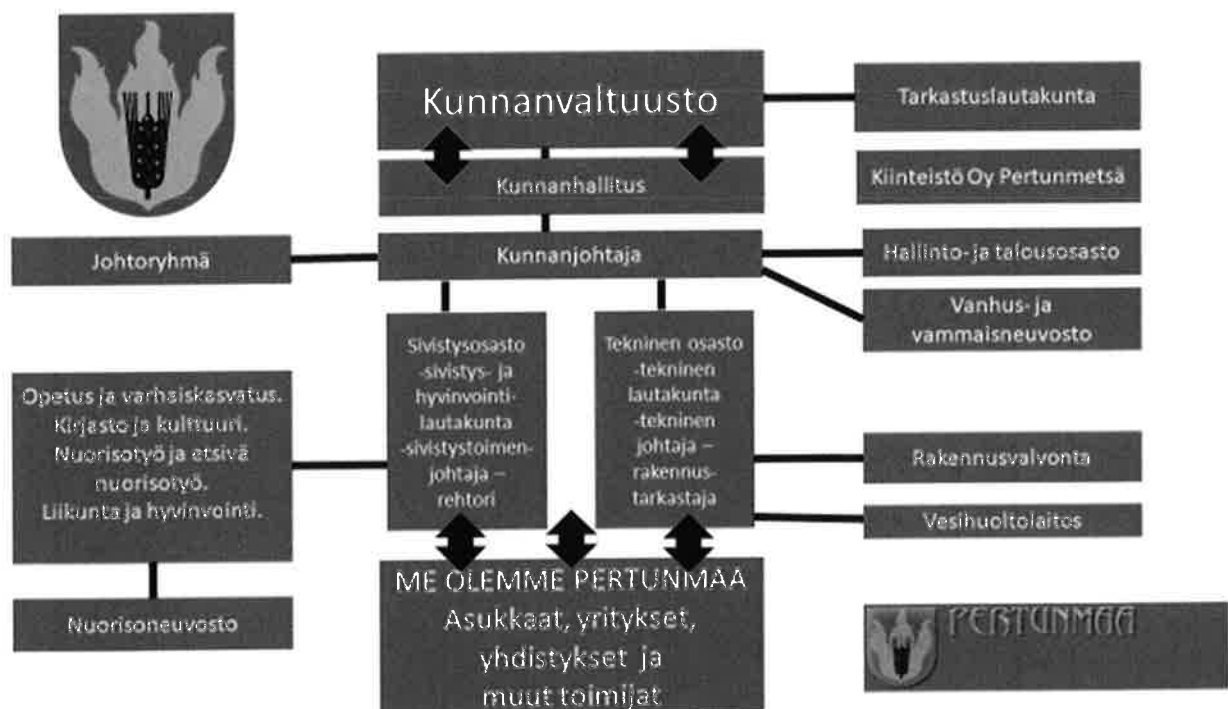 Kunnanvaltuusto
Tarkastuslautakunta
Kunnanhallitus
Kiinteistö Oy Pertunmetsä
Johtoryhmä
Kunnanjohtaja
Hallinto- ja talousosasto
Vanhus- ja
vammaisneuvosto
Sivistysosasto
-sivistys- ja
hyvinvointi-
lautakunta
-sivistystoimen-
johtaja –
rehtori
Tekninen osasto
-tekninen
lautakunta
-tekninen
johtaja –
rakennus-
tarkastaja
Opetus ja varhaiskasvatus.
Kirjasto ja kulttuuri.
Nuorisotyö ja etsivä
nuorisotyö.
Liikunta ja hyvinvointi.
Rakennusvalvonta
Vesihuoltolaitos
Nuorisoneuvosto
ME OLEMME PERTUNMAA
Asukkaat, yritykset,
yhdistykset ja
muut toimijat
PERTUNMAA